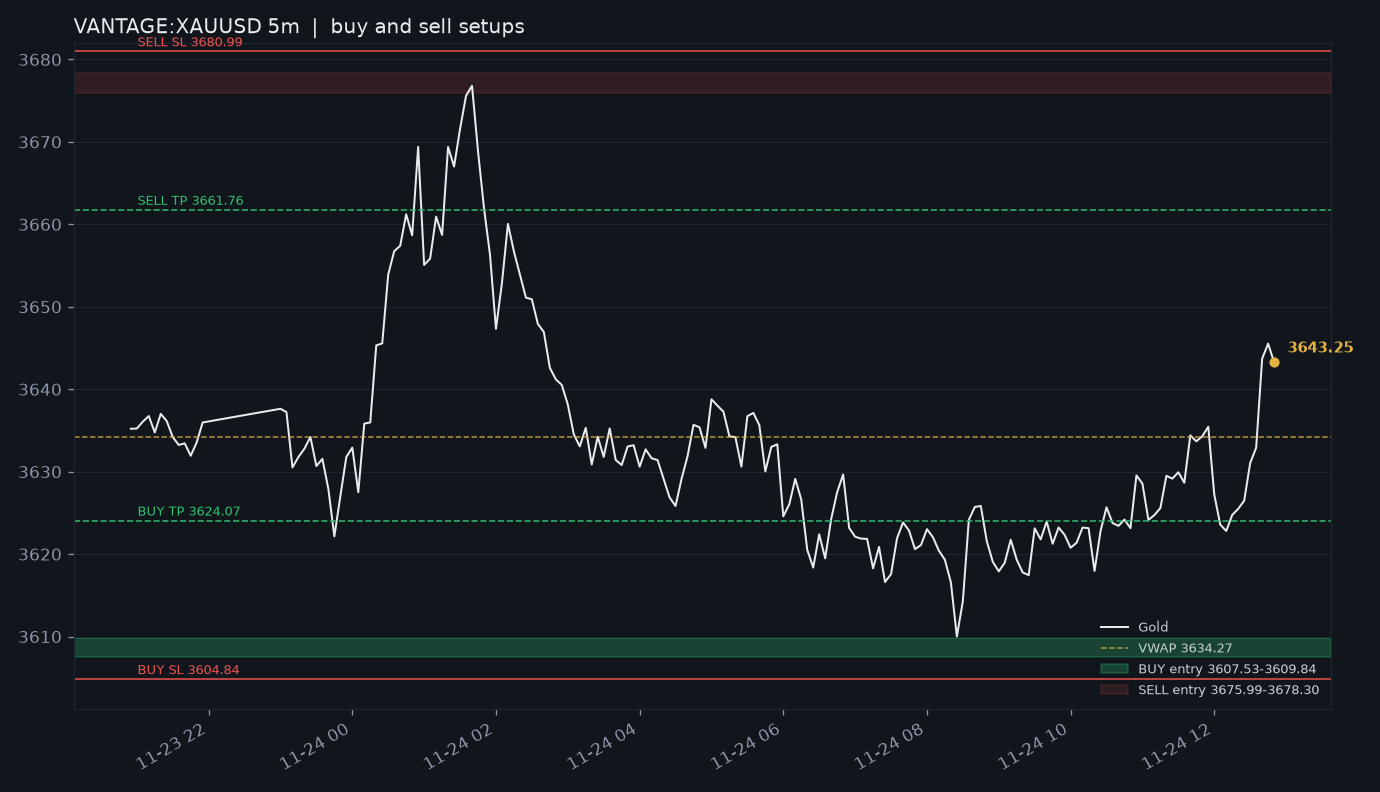 VANTAGE:XAUUSD 5m | buy and sell setups
SELL SL 3680.99
3680
3670
SELL TP 3661.76
3660
3650
3643.25
3640
3630
BUY TP 3624.07
3620
3610
Gold
VWAP 3634.27
BUY SL 3604.84
BUY entry 3607.53-3609.84
SELL entry 3675.99-3678.30
11-23 22
11-24 00
11-24 02
11-24 04
11-24 06
11-24 08
11-24 10
11-24 12